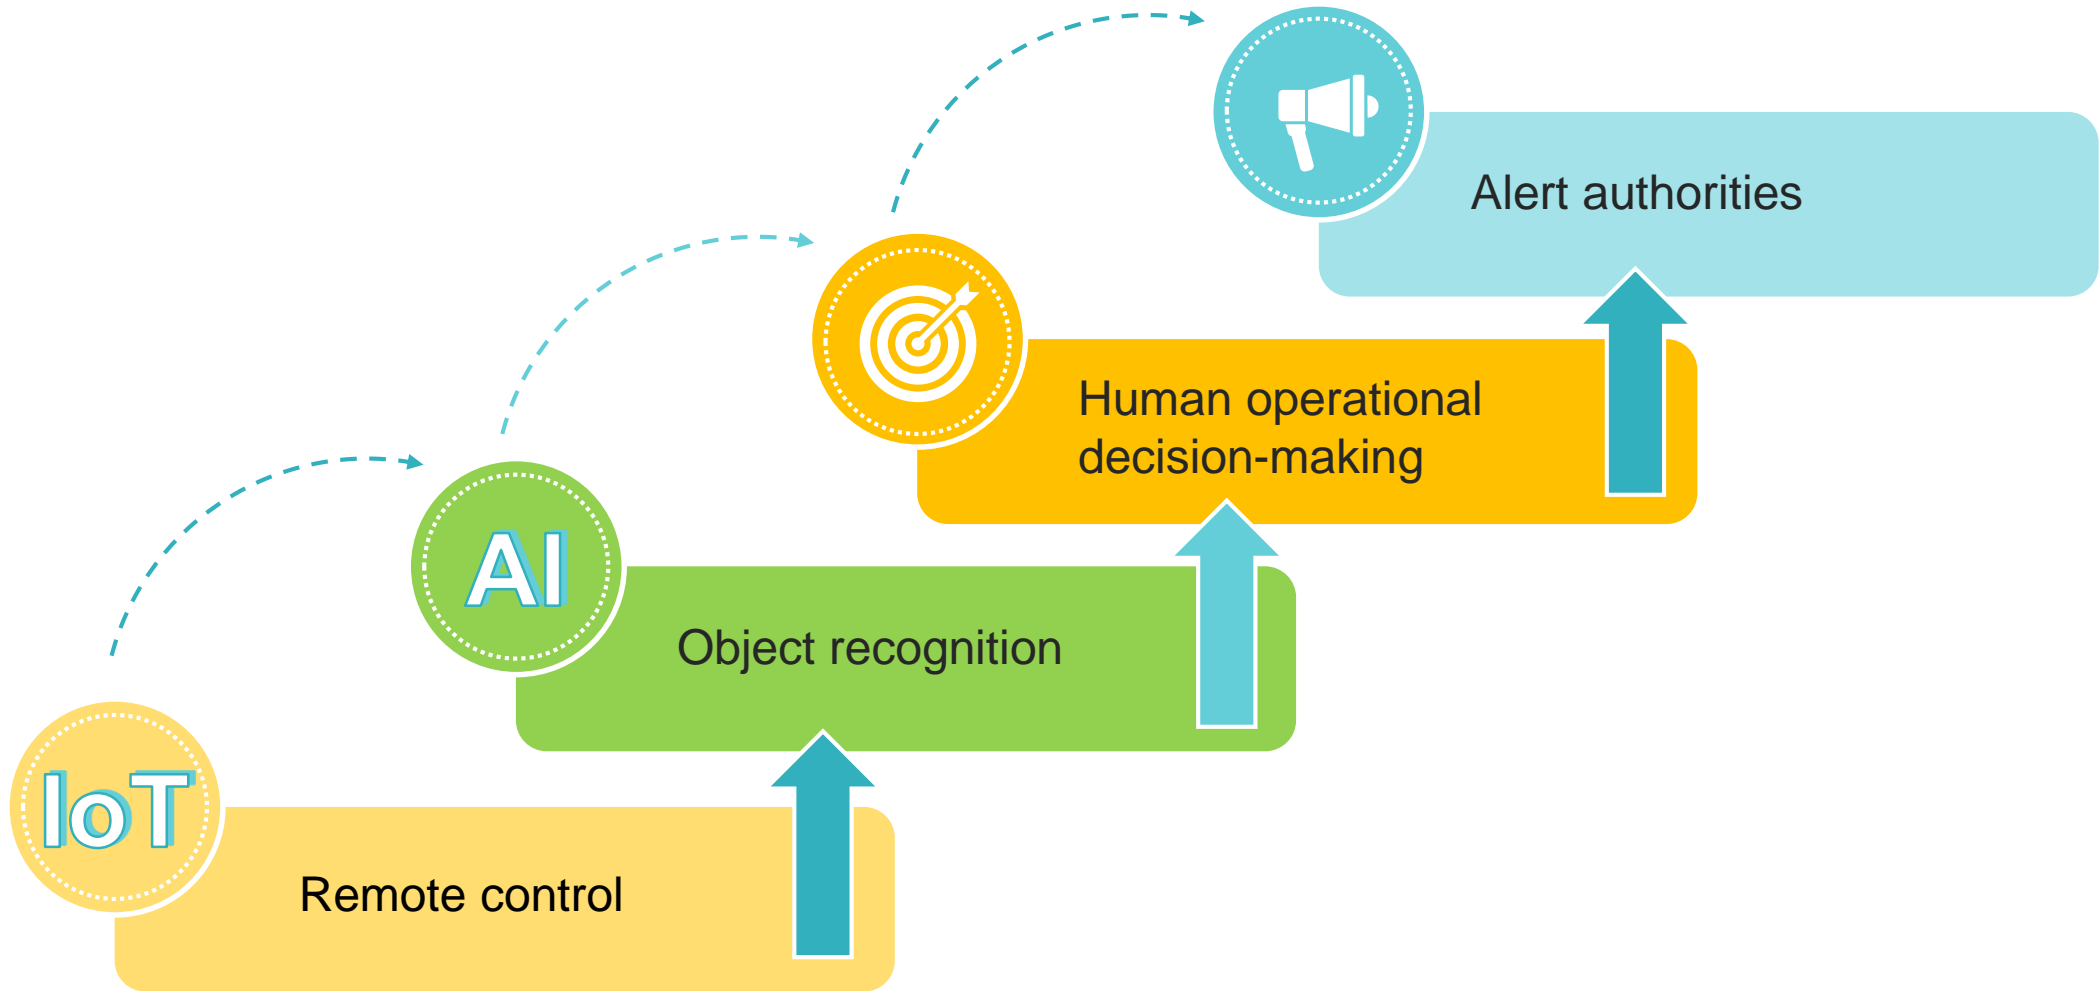 Alert authorities
Human operational
decision-making
AI
Object recognition
IoT
Remote control